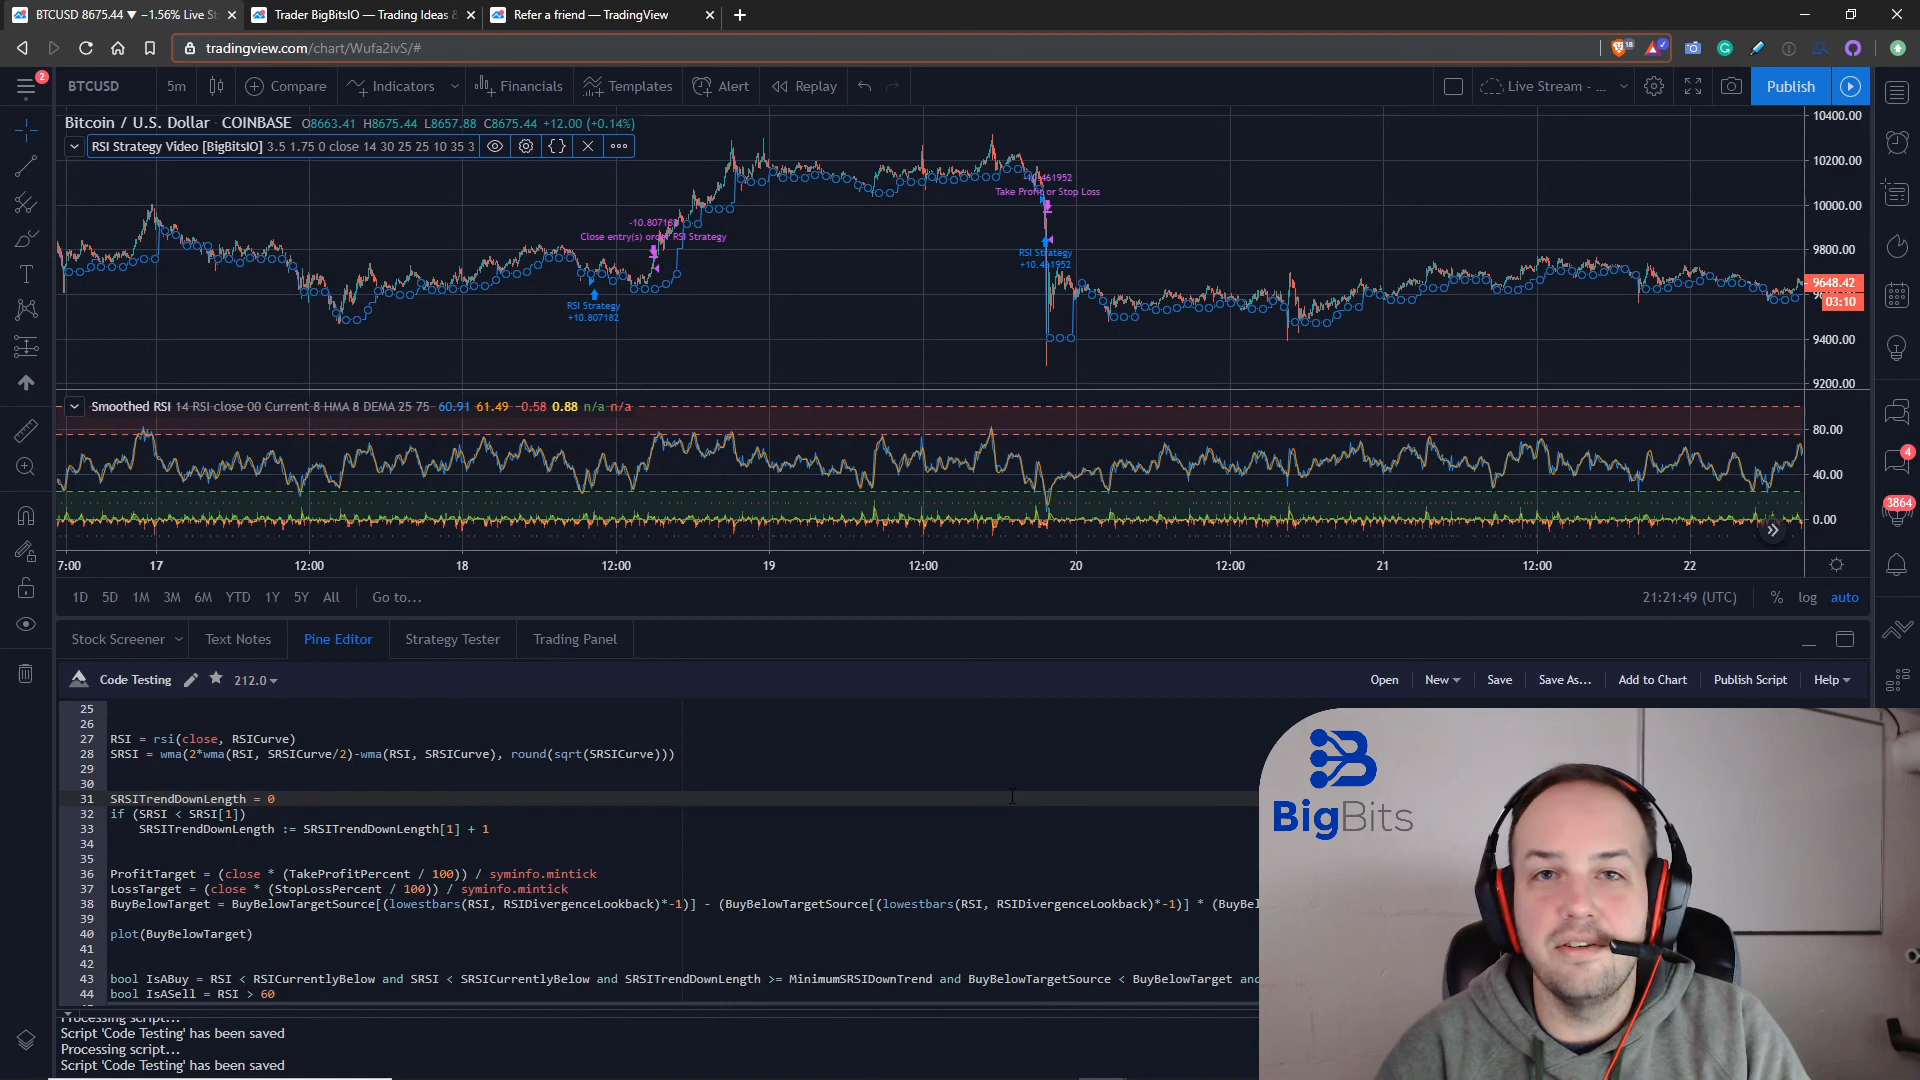 BTCUSD 8675.44 ▼ −1.56% Live St
Trader BigBitsIO — Trading Ideas &
Refer a friend — TradingView
tradingview.com/chart/Wufa2ivS/#
18
2
BTCUSD
5m
Compare
Indicators
Financials
Templates
Alert
Replay
Live Stream - ...
Publish
Bitcoin / U.S. Dollar COINBASE O8663.41 H8675.44 L8657.88 C8675.44 +12.00 (+0.14%)
RSI Strategy Video [BigBitsIO] 3.5 1.75 0 close 14 30 25 25 10 35 3
10400.00
10200.00
10000.00
9800.00
9648.42
03:10
9400.00
9200.00
Take Profit or Stop Loss
Close entry(s) order RSI Strategy
RSI Strategy
RSI Strategy
+10.807182
Smoothed RSI 14 RSI close 00 Current 8 HMA 8 DEMA 25 75 60.91 61.49 -0.58 0.88 n/a n/a
80.00
40.00
0.00
4
3864
7:00 17 12:00 18 12:00 19 12:00 20 12:00 21 12:00 22
1D 5D 1M 3M 6M YTD 1Y 5Y All Go to...
21:21:49 (UTC) % log auto
Stock Screener Text Notes Pine Editor Strategy Tester Trading Panel
Code Testing 212.0
Open New Save Save As... Add to Chart Publish Script Help
25
26
27 RSI = rsi(close, RSICurve)
28 SRSI = wma(2*wma(RSI, SRSICurve/2)-wma(RSI, SRSICurve), round(sqrt(SRSICurve)))
29
30
31 SRSITrendDownLength = 0
32 if (SRSI < SRSI[1])
33 SRSITrendDownLength := SRSITrendDownLength[1] + 1
34
35
36 ProfitTarget = (close * (TakeProfitPercent / 100)) / syminfo.mintick
37 LossTarget = (close * (StopLossPercent / 100)) / syminfo.mintick
38 BuyBelowTarget = BuyBelowTargetSource[(lowestbars(RSI, RSIDivergenceLookback)*-1)] - (BuyBelowTargetSource[(lowestbars(RSI, RSIDivergenceLookback)*-1)] * (BuyBel
39
40 plot(BuyBelowTarget)
41
42
43 bool IsABuy = RSI < RSICurrentlyBelow and SRSI < SRSICurrentlyBelow and SRSITrendDownLength >= MinimumSRSIDownTrend and BuyBelowTargetSource < BuyBelowTarget and
44 bool IsASell = RSI > 60
Processing script...
Script 'Code Testing' has been saved
Processing script...
Script 'Code Testing' has been saved
BigBits